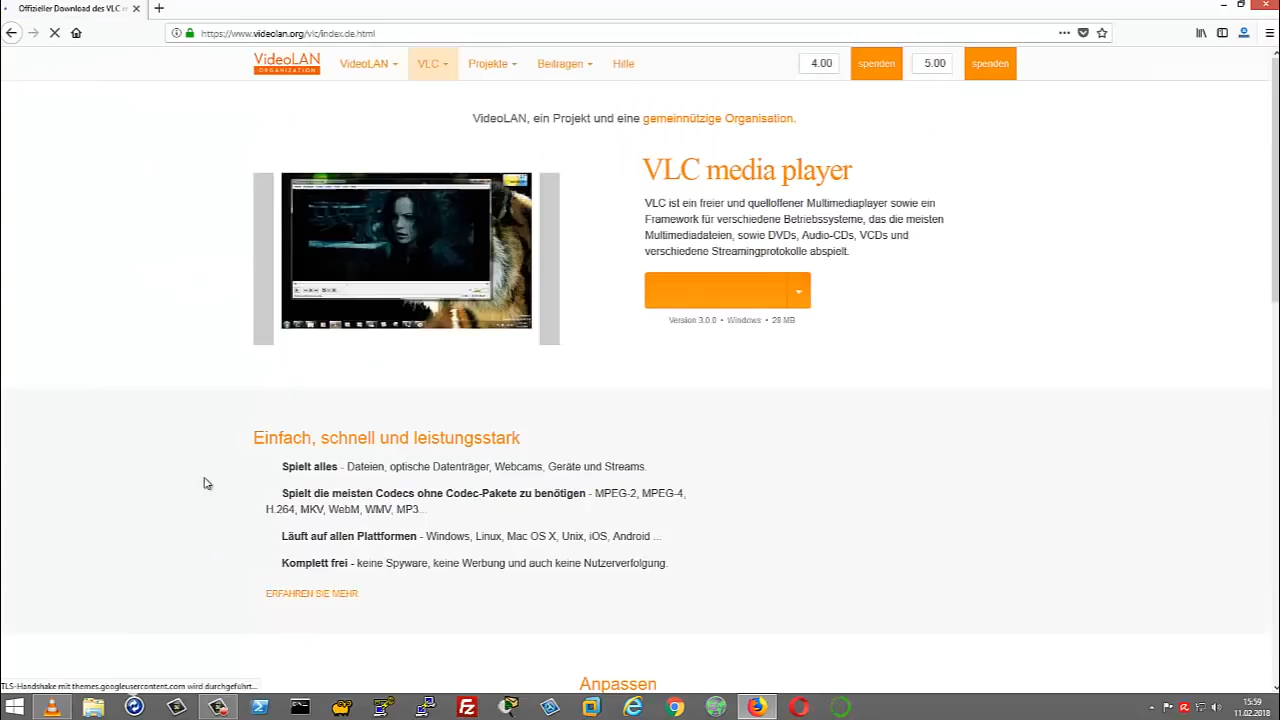 Offizieller Download des VLC m
https://www.videolan.org/vlc/index.de.html
VideoLAN
ORGANIZATION
VideoLAN VLC Projekte Beitragen Hilfe 4.00 spenden 5.00 spenden
VideoLAN, ein Projekt und eine gemeinnützige Organisation.
VLC media player
VLC ist ein freier und quelloffener Multimediaplayer sowie ein
Framework für verschiedene Betriebssysteme, das die meisten
Multimediadateien, sowie DVDs, Audio-CDs, VCDs und
verschiedene Streamingprotokolle abspielt.
Version 3.0.0 • Windows • 28 MB
Einfach, schnell und leistungsstark
Spielt alles - Dateien, optische Datenträger, Webcams, Geräte und Streams.
Spielt die meisten Codecs ohne Codec-Pakete zu benötigen - MPEG-2, MPEG-4,
H.264, MKV, WebM, WMV, MP3...
Läuft auf allen Plattformen - Windows, Linux, Mac OS X, Unix, iOS, Android ...
Komplett frei - keine Spyware, keine Werbung und auch keine Nutzerverfolgung.
ERFAHREN SIE MEHR
Anpassen
TLS-Handshake mit themes.googleusercontent.com wird durchgeführt...
15:59
11.02.2018